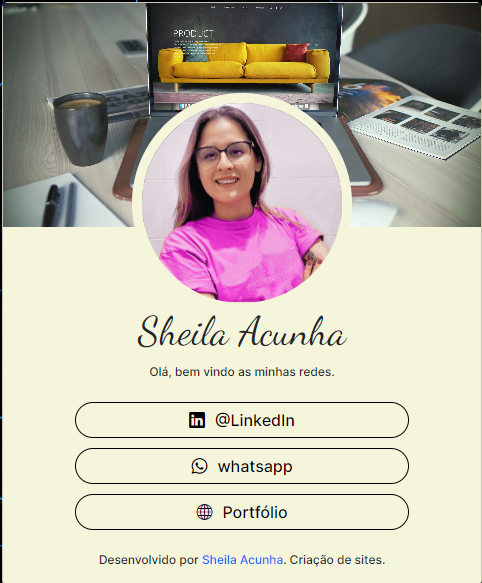 PRODUCT
Sheila Acunha
Olá, bem vindo as minhas redes.
@LinkedIn
whatsapp
Portfólio
Desenvolvido por Sheila Acunha. Criação de sites.